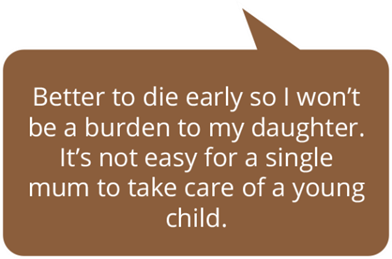 Better to die early so I won’t
be a burden to my daughter.
It’s not easy for a single
mum to take care of a young
child.